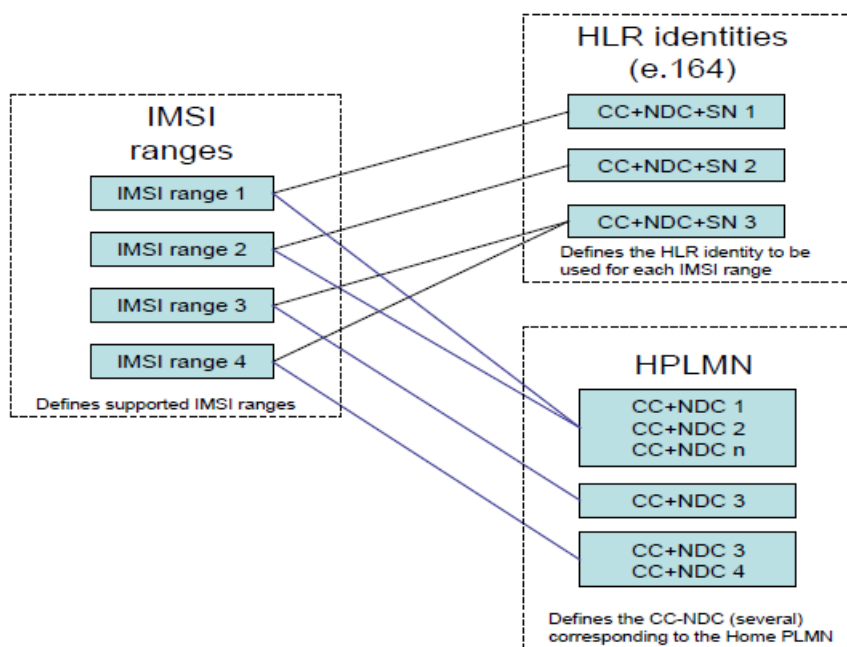 IMSI
ranges
IMSI range 1
IMSI range 2
IMSI range 3
IMSI range 4
Defines supported IMSI ranges
HLR identities
(e.164)
CC+NDC+SN 1
CC+NDC+SN 2
CC+NDC+SN 3
Defines the HLR identity to be
used for each IMSI range
HPLMN
CC+NDC 1
CC+NDC 2
CC+NDC n
CC+NDC 3
CC+NDC 3
CC+NDC 4
Defines the CC-NDC (several)
corresponding to the Home PLMN